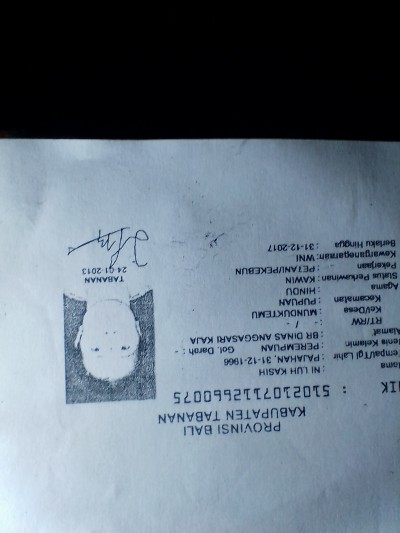 PROVINSI BALI
KABUPATEN TABANAN
NIK : 5102107112660075
Nama : NI LUH KASIH
Tempat/Tgl Lahir : PAJAHAN, 31-12-1966
Jenis Kelamin : PEREMPUAN Gol. Darah : -
Alamat : BR DINAS ANGGASARI KAJA
RT/RW : - / -
Kel/Desa : MUNDUKTEMU
Kecamatan : PUPUAN
Agama : HINDU
Status Perkawinan : KAWIN
Pekerjaan : PETANI/PEKEBUN
Kewarganegaraan: WNI
Berlaku Hingga : 31-12-2017
TABANAN
24-01-2013